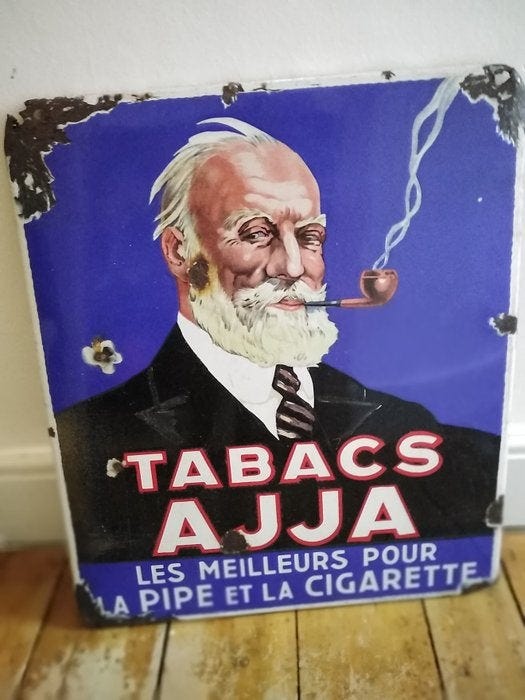 TABACS
AJJA
LES MEILLEURS POUR
LA PIPE ET LA CIGARETTE